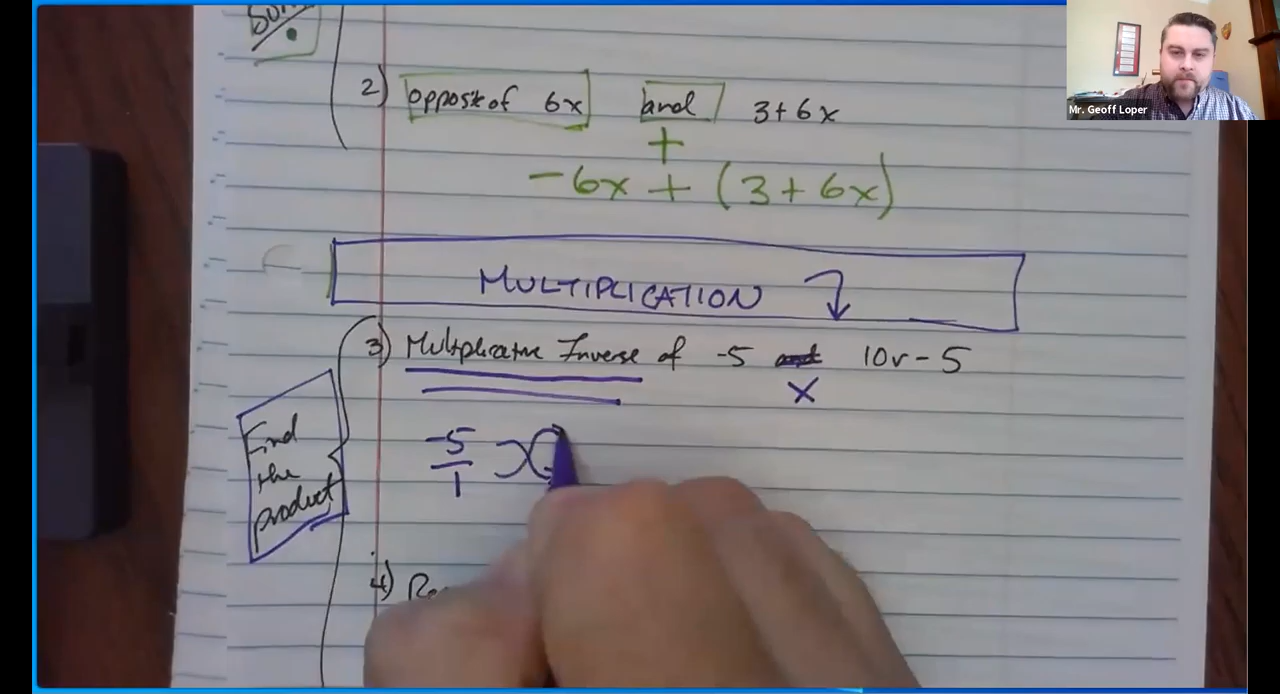 Mr. Geoff Loper
2) opposite of 6x and 3 + 6x
+
-6x + (3 + 6x)
MULTIPLICATION
3) Multiplicative Inverse of -5 and 10v - 5
x
Find
the
product
-5
1
4)